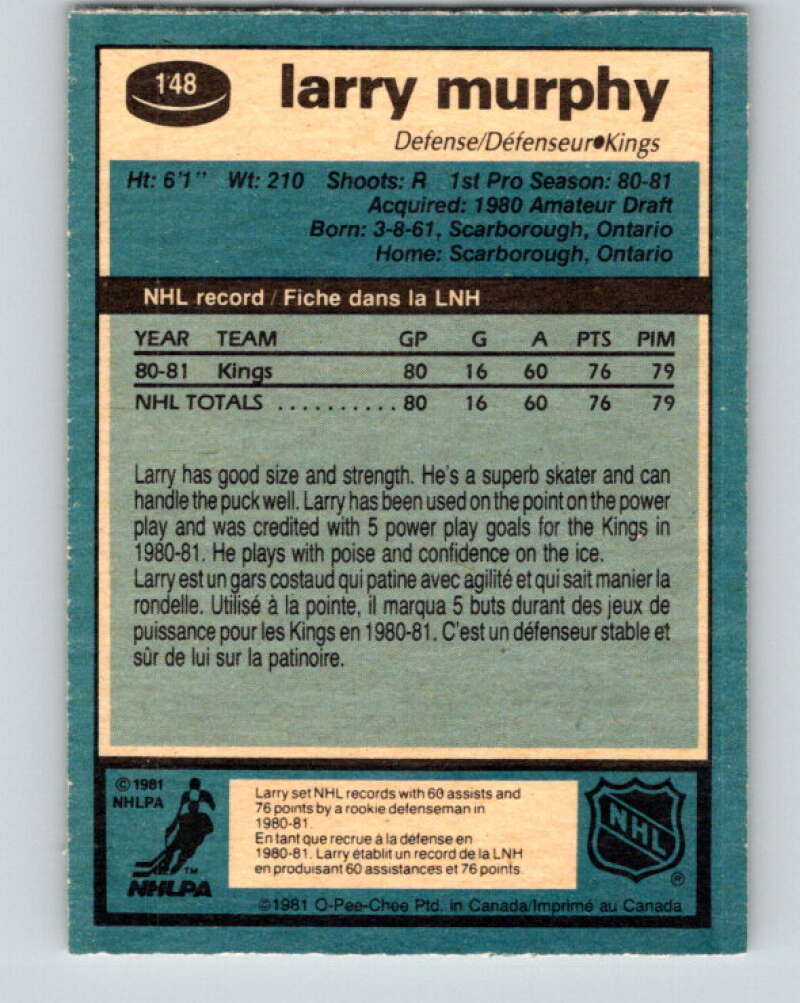 148
larry murphy
Defense/Défenseur•Kings
Ht: 6'1" Wt: 210 Shoots: R 1st Pro Season: 80-81
Acquired: 1980 Amateur Draft
Born: 3-8-61, Scarborough, Ontario
Home: Scarborough, Ontario
NHL record / Fiche dans la LNH
YEAR TEAM GP G A PTS PIM
80-81 Kings 80 16 60 76 79
NHL TOTALS .......... 80 16 60 76 79
Larry has good size and strength. He's a superb skater and can
handle the puck well. Larry has been used on the point on the power
play and was credited with 5 power play goals for the Kings in
1980-81. He plays with poise and confidence on the ice.
Larry est un gars costaud qui patine avec agilité et qui sait manier la
rondelle. Utilisé à la pointe, il marqua 5 buts durant des jeux de
puissance pour les Kings en 1980-81. C'est un défenseur stable et
sûr de lui sur la patinoire.
©1981
NHLPA
TM
NHLPA
Larry set NHL records with 60 assists and
76 points by a rookie defenseman in
1980-81.
En tant que recrue à la défense en
1980-81. Larry établit un record de la LNH
en produisant 60 assistances et 76 points.
NHL
®
©1981 O-Pee-Chee Ptd. in Canada/Imprimé au Canada